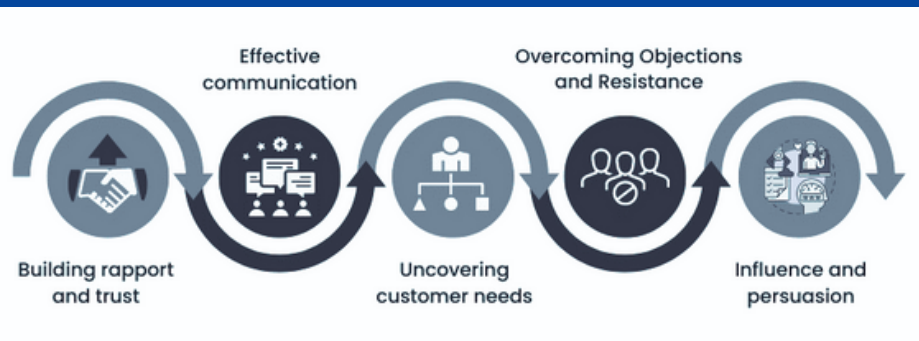 Effective
communication
Overcoming Objections
and Resistance
Building rapport
and trust
Uncovering
customer needs
Influence and
persuasion